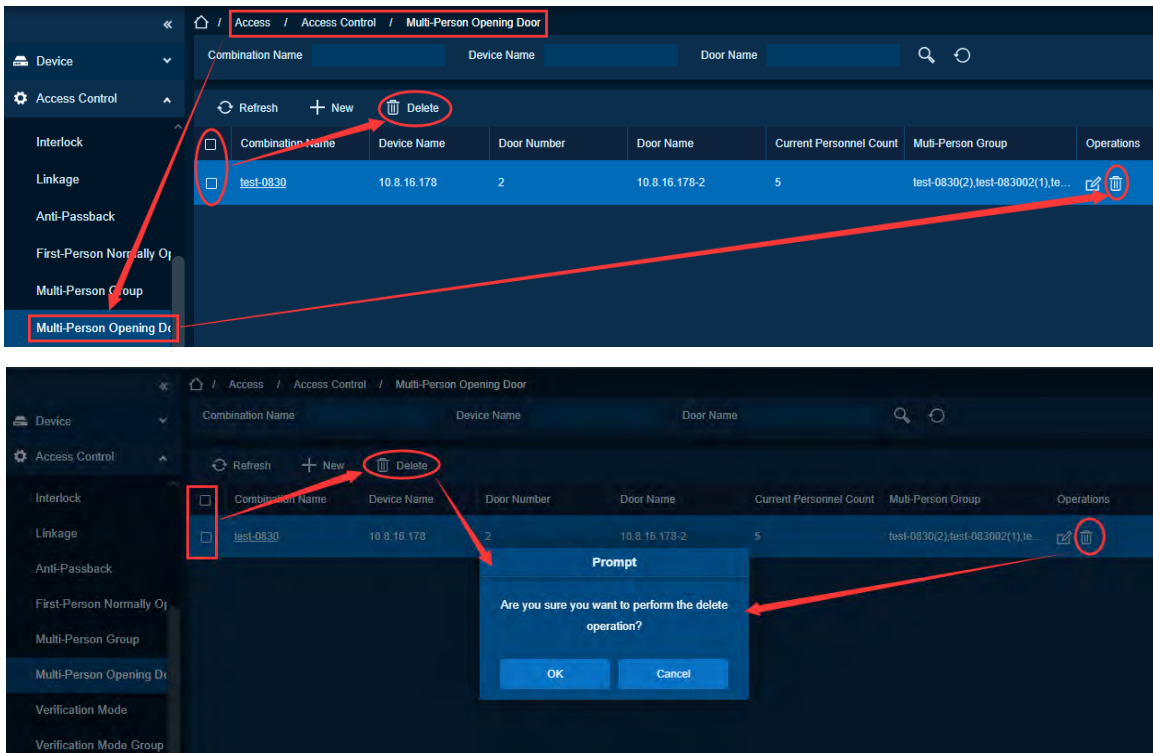 « / Access / Access Control / Multi-Person Opening Door
Device
Combination Name Device Name Door Name
Access Control
Refresh + New Delete
Interlock
Combination Name Device Name Door Number Door Name Current Personnel Count Muti-Person Group Operations
Linkage
test-0830 10.8.16.178 2 10.8.16.178-2 5 test-0830(2),test-083002(1),te...
Anti-Passback
First-Person Normally Op
Multi-Person Group
Multi-Person Opening Do
« / Access / Access Control / Multi-Person Opening Door
Device
Combination Name Device Name Door Name
Access Control
Refresh + New Delete
Interlock
Combination Name Device Name Door Number Door Name Current Personnel Count Muti-Person Group Operations
Linkage
test-0830 10.8.16.178 2 10.8.16.178-2 5 test-0830(2),test-083002(1),te...
Anti-Passback
Prompt
First-Person Normally Op
Are you sure you want to perform the delete
operation?
Multi-Person Group
Multi-Person Opening Do
OK Cancel
Verification Mode
Verification Mode Group